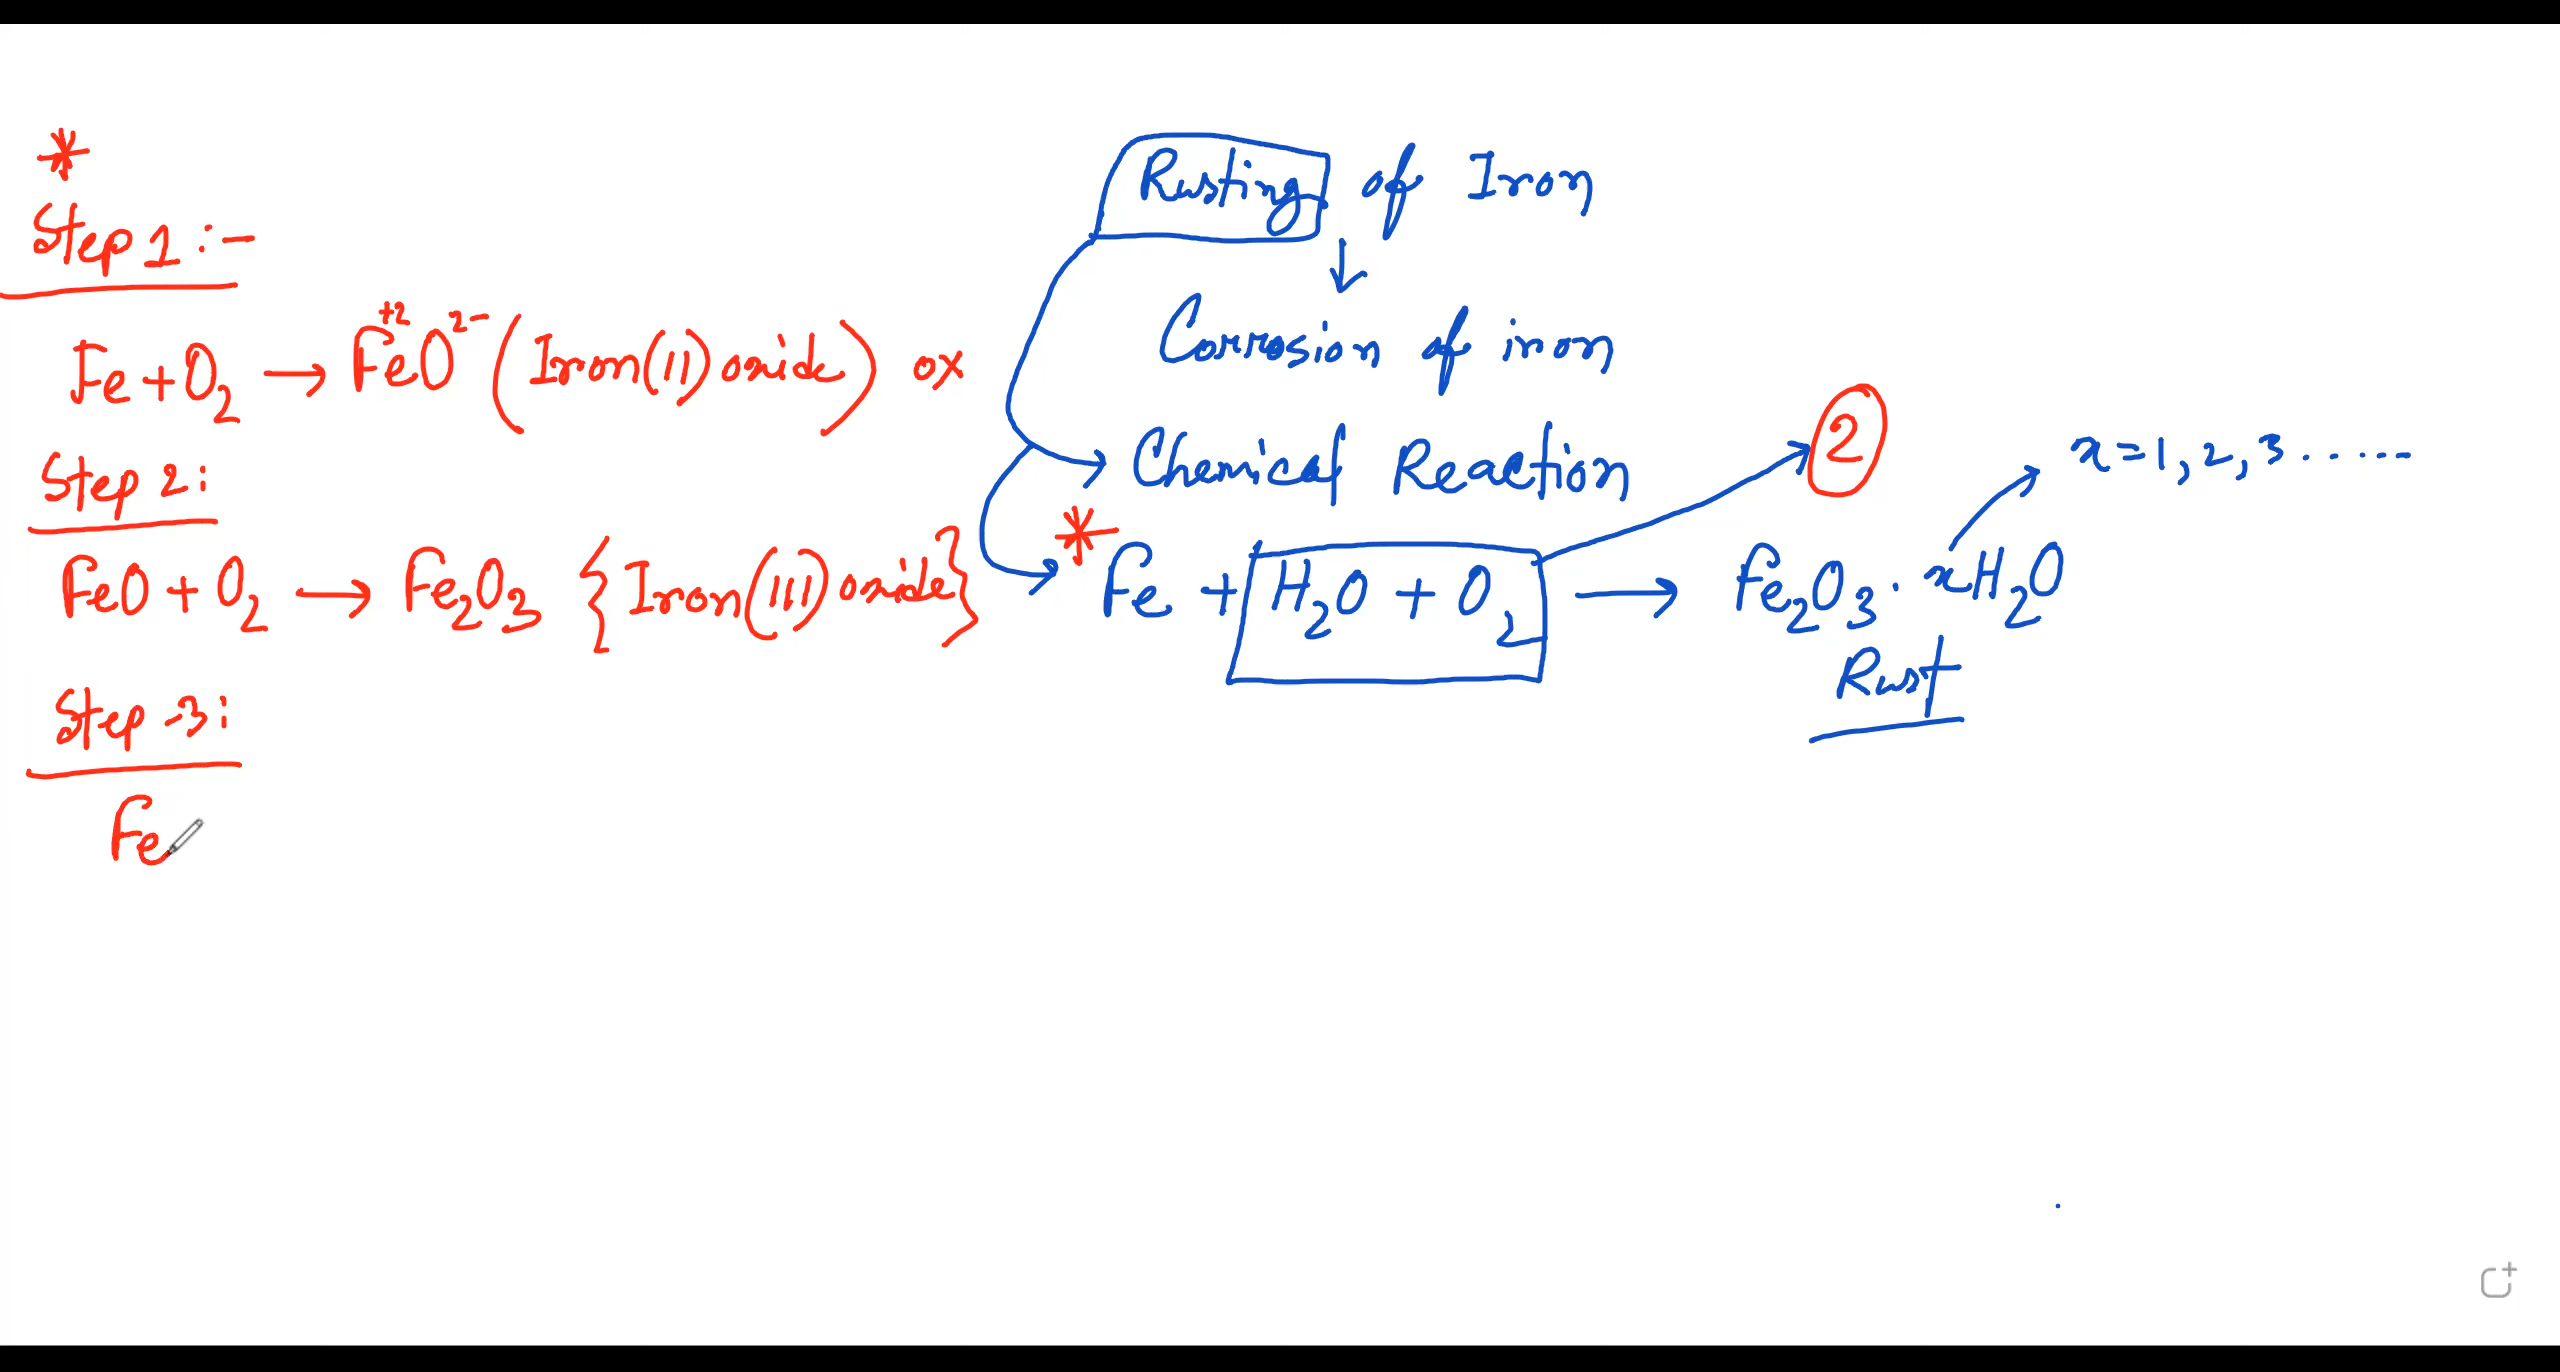 *
Step 1 :-
Fe + O₂ → Fe⁺²O²⁻ (Iron(II) oxide) ox
Step 2:
FeO + O₂ → Fe₂O₃ {Iron(III) oxide}
Step -3:
Fe
Rusting of Iron
↓
Corrosion of iron
Chemical Reaction
* Fe + H₂O + O₂ → Fe₂O₃ · xH₂O
Rust
2
x = 1, 2, 3 . . . . . .